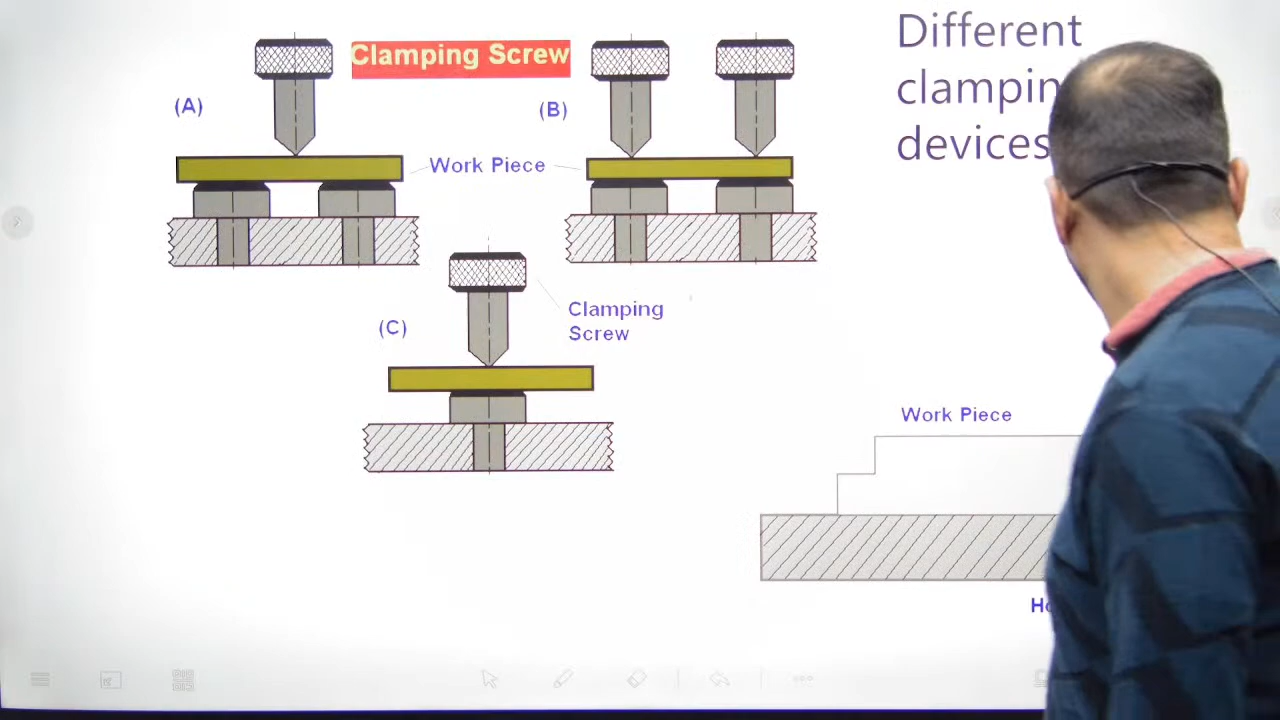 Clamping Screw
Different
clampin
devices
(A)
(B)
Work Piece
(C)
Clamping
Screw
Work Piece